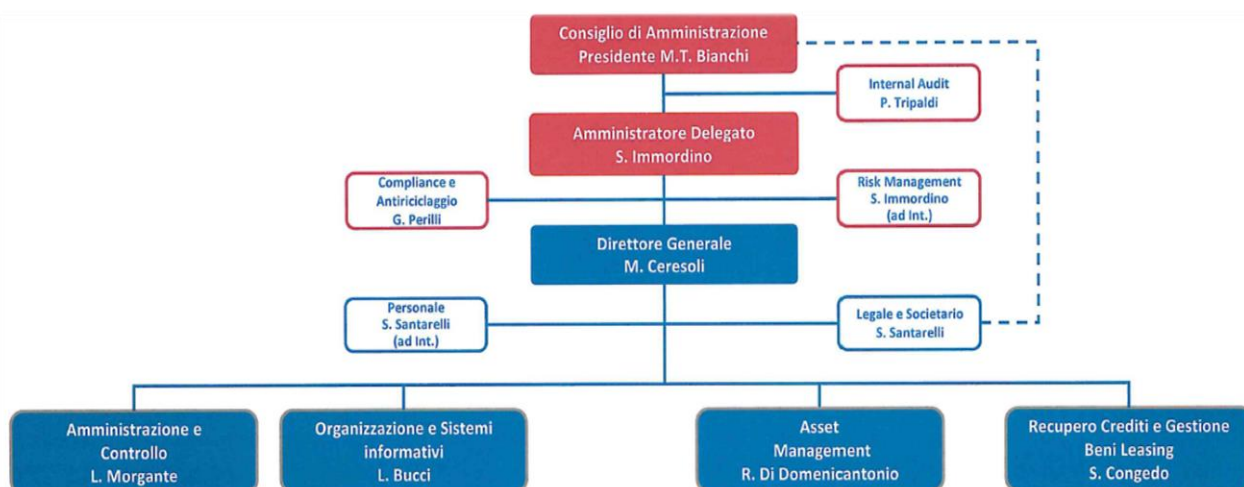 Consiglio di Amministrazione
Presidente M.T. Bianchi
Internal Audit
P. Tripaldi
Amministratore Delegato
S. Immordino
Compliance e
Antiriciclaggio
G. Perilli
Risk Management
S. Immordino
(ad Int.)
Direttore Generale
M. Ceresoli
Personale
S. Santarelli
(ad Int.)
Legale e Societario
S. Santarelli
Amministrazione e
Controllo
L. Morgante
Organizzazione e Sistemi
informativi
L. Bucci
Asset
Management
R. Di Domenicantonio
Recupero Crediti e Gestione
Beni Leasing
S. Congedo